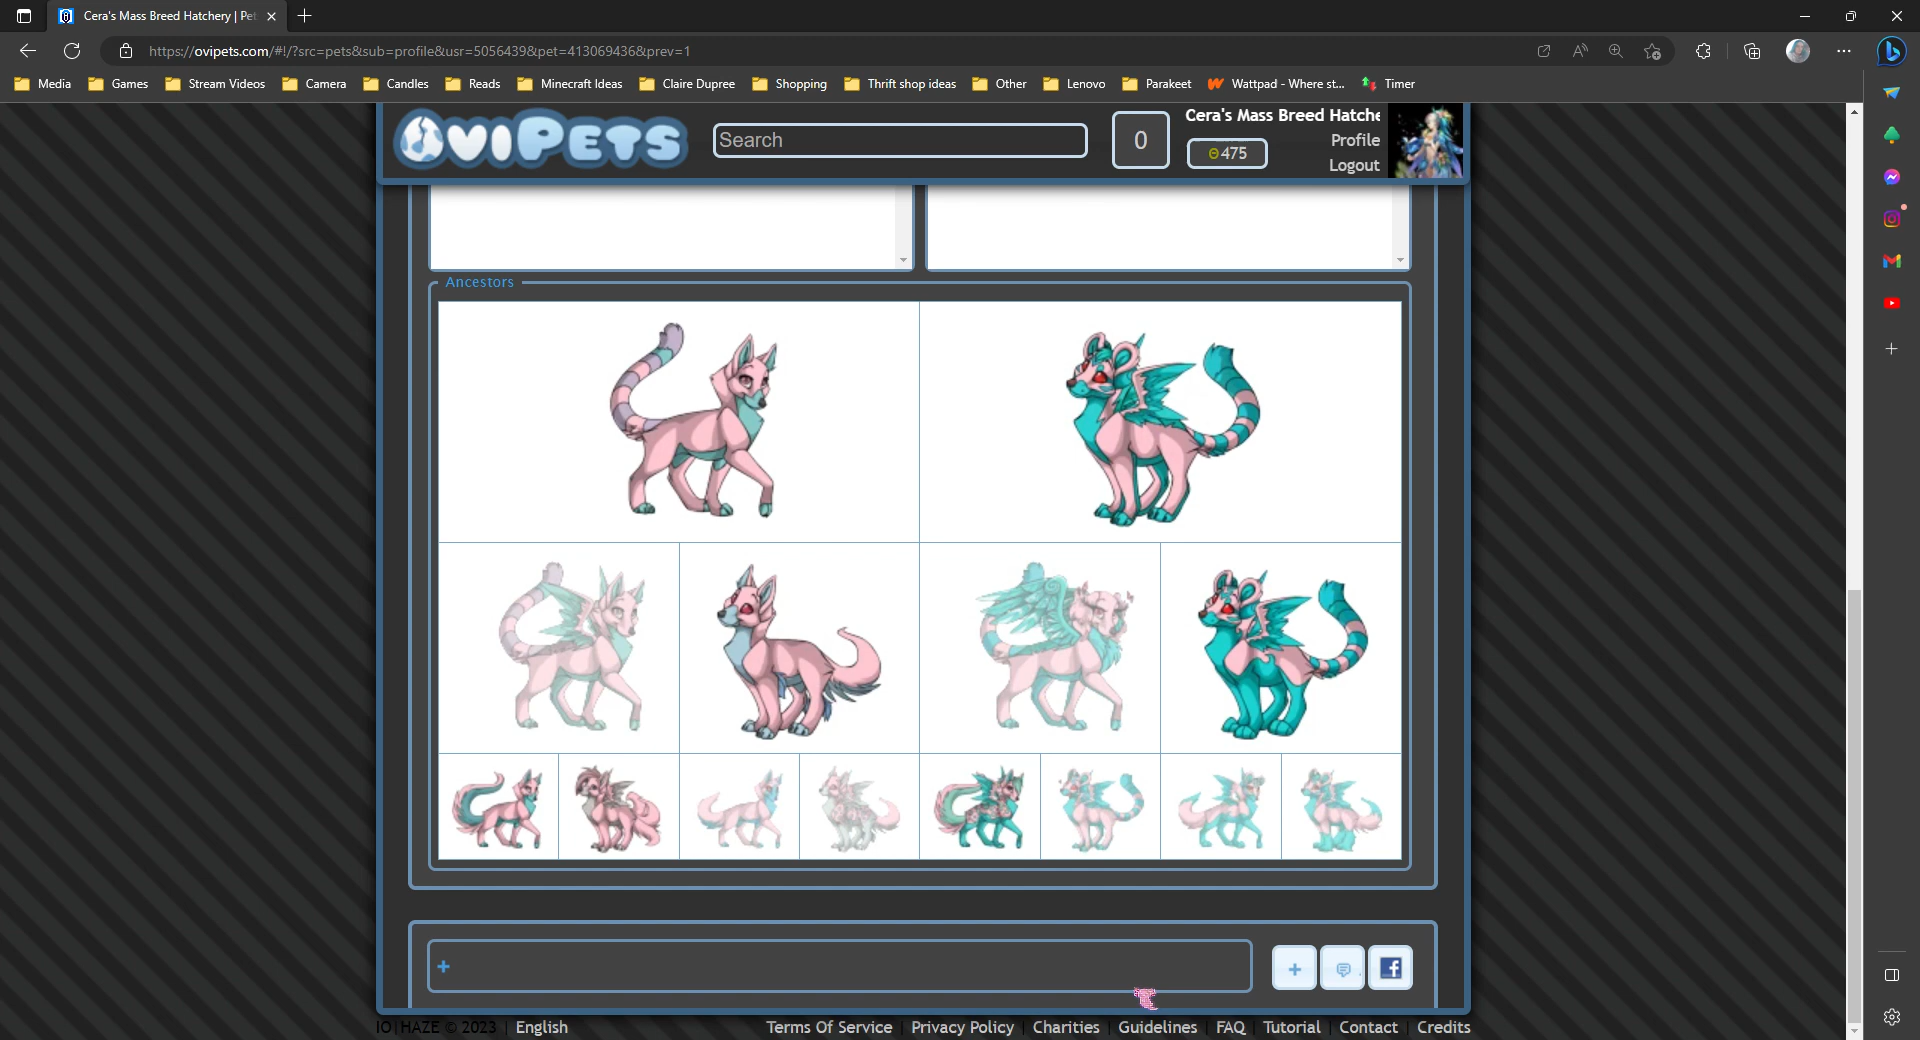 Cera's Mass Breed Hatchery | Pet
https://ovipets.com/#!/?src=pets&sub=profile&usr=5056439&pet=413069436&prev=1
Media Games Stream Videos Camera Candles Reads Minecraft Ideas Claire Dupree Shopping Thrift shop ideas Other Lenovo Parakeet Wattpad - Where st... Timer
OviPets
Search
0
Cera's Mass Breed Hatche
475
Profile
Logout
Ancestors
IO|HAZE © 2023 English Terms Of Service Privacy Policy Charities Guidelines FAQ Tutorial Contact Credits